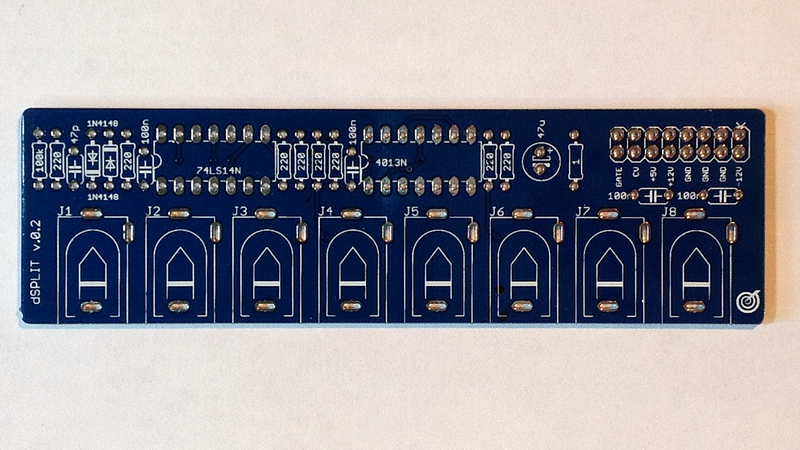 1N4148
100k
220
47p
1N4148
220
100n
74LS14N
220
220
220
220
100n
4013N
220
220
47u
+
1
GATE
CV
+5V
+12V
GND
GND
GND
-12V
100n
100n
J1
J2
J3
J4
J5
J6
J7
J8
dSPLIT v.0.2